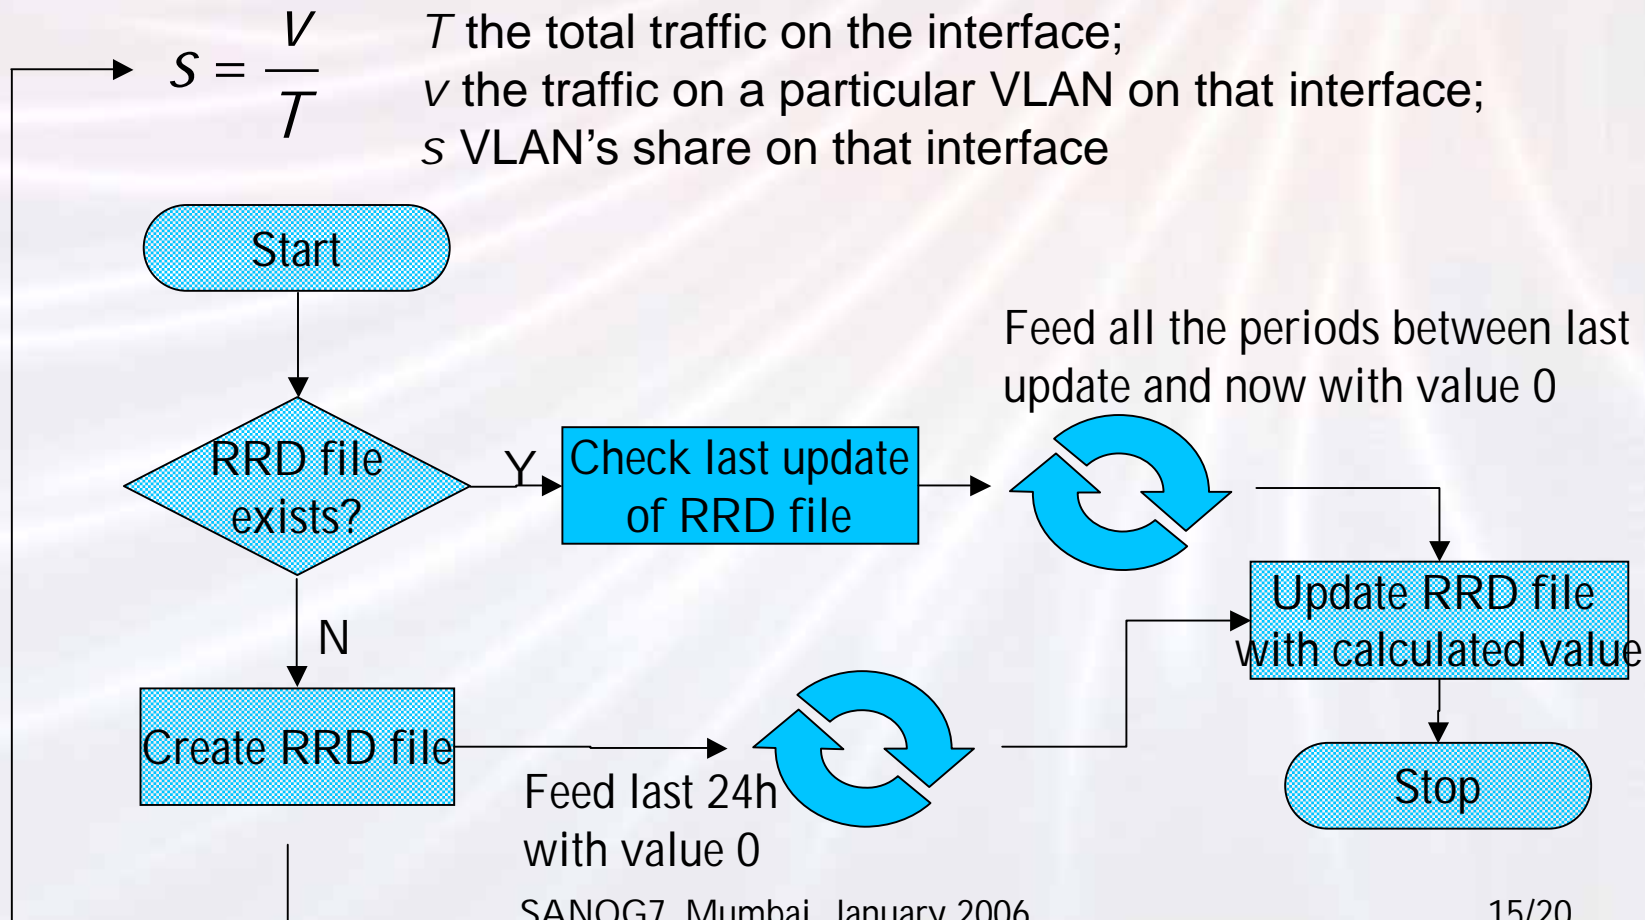 s = v
T
T the total traffic on the interface;
v the traffic on a particular VLAN on that interface;
s VLAN's share on that interface
Start
Feed all the periods between last
update and now with value 0
RRD file
exists?
Y
Check last update
of RRD file
Update RRD file
with calculated value
N
Create RRD file
Feed last 24h
with value 0
Stop
SANOG7, Mumbai, January 2006
15/20